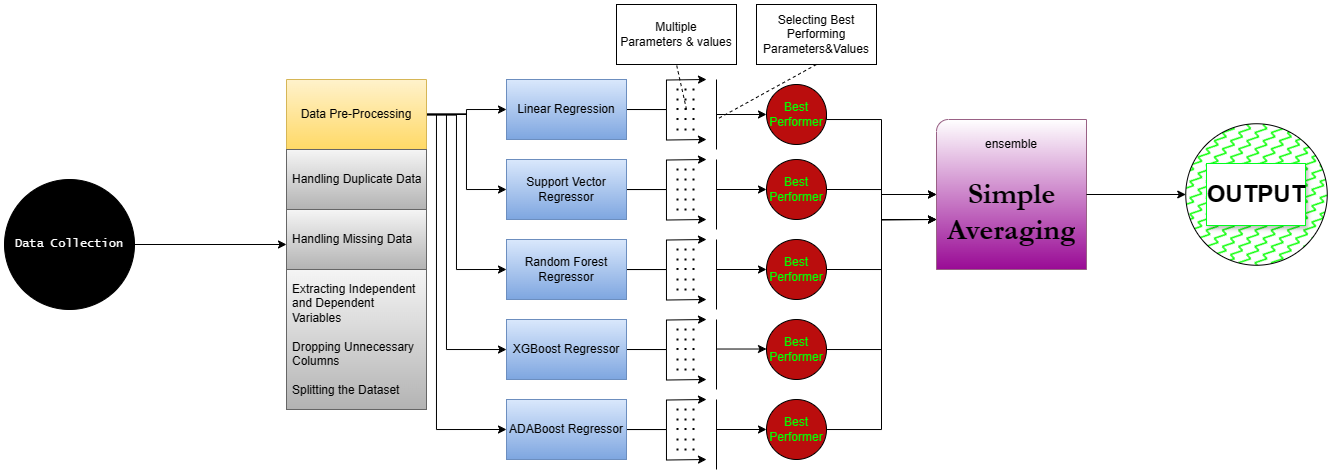 Multiple
Parameters & values
Selecting Best
Performing
Parameters&Values
Data Collection
Data Pre-Processing
Handling Duplicate Data
Handling Missing Data
Extracting Independent
and Dependent
Variables
Dropping Unnecessary
Columns
Splitting the Dataset
Linear Regression
Best
Performer
Support Vector
Regressor
Best
Performer
Random Forest
Regressor
Best
Performer
XGBoost Regressor
Best
Performer
ADABoost Regressor
Best
Performer
ensemble
Simple
Averaging
OUTPUT